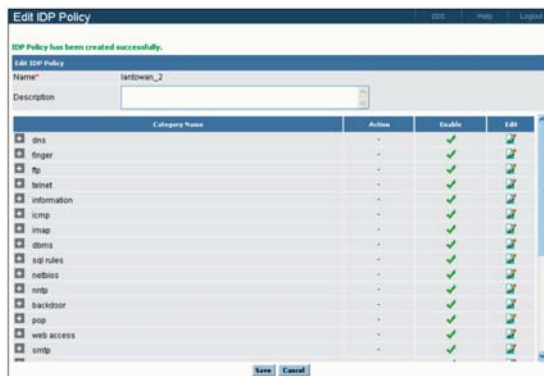 Edit IDP Policy
CCC Help Logout
IDP Policy has been created successfully.
Edit IDP Policy
Name* lantowan_2
Description
Category Name Action Enable Edit
dns -
finger -
ftp -
telnet -
information -
icmp -
imap -
dbms -
sql rules -
netbios -
nntp -
backdoor -
pop -
web access -
smtp -
Save Cancel